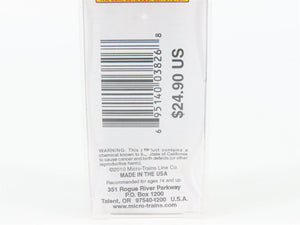 6 95140 03826 8
$24.90 US
WARNING: This product contains a
chemical known to the State of California
to cause cancer and birth defects (or other
reproductive harm).
©2010 Micro-Trains Line Co.
MADE IN THE USA
Recommended for ages 14 and up
351 Rogue River Parkway
P.O. Box 1200
Talent, OR 97540-1200 U.S.A.
www.micro-trains.com